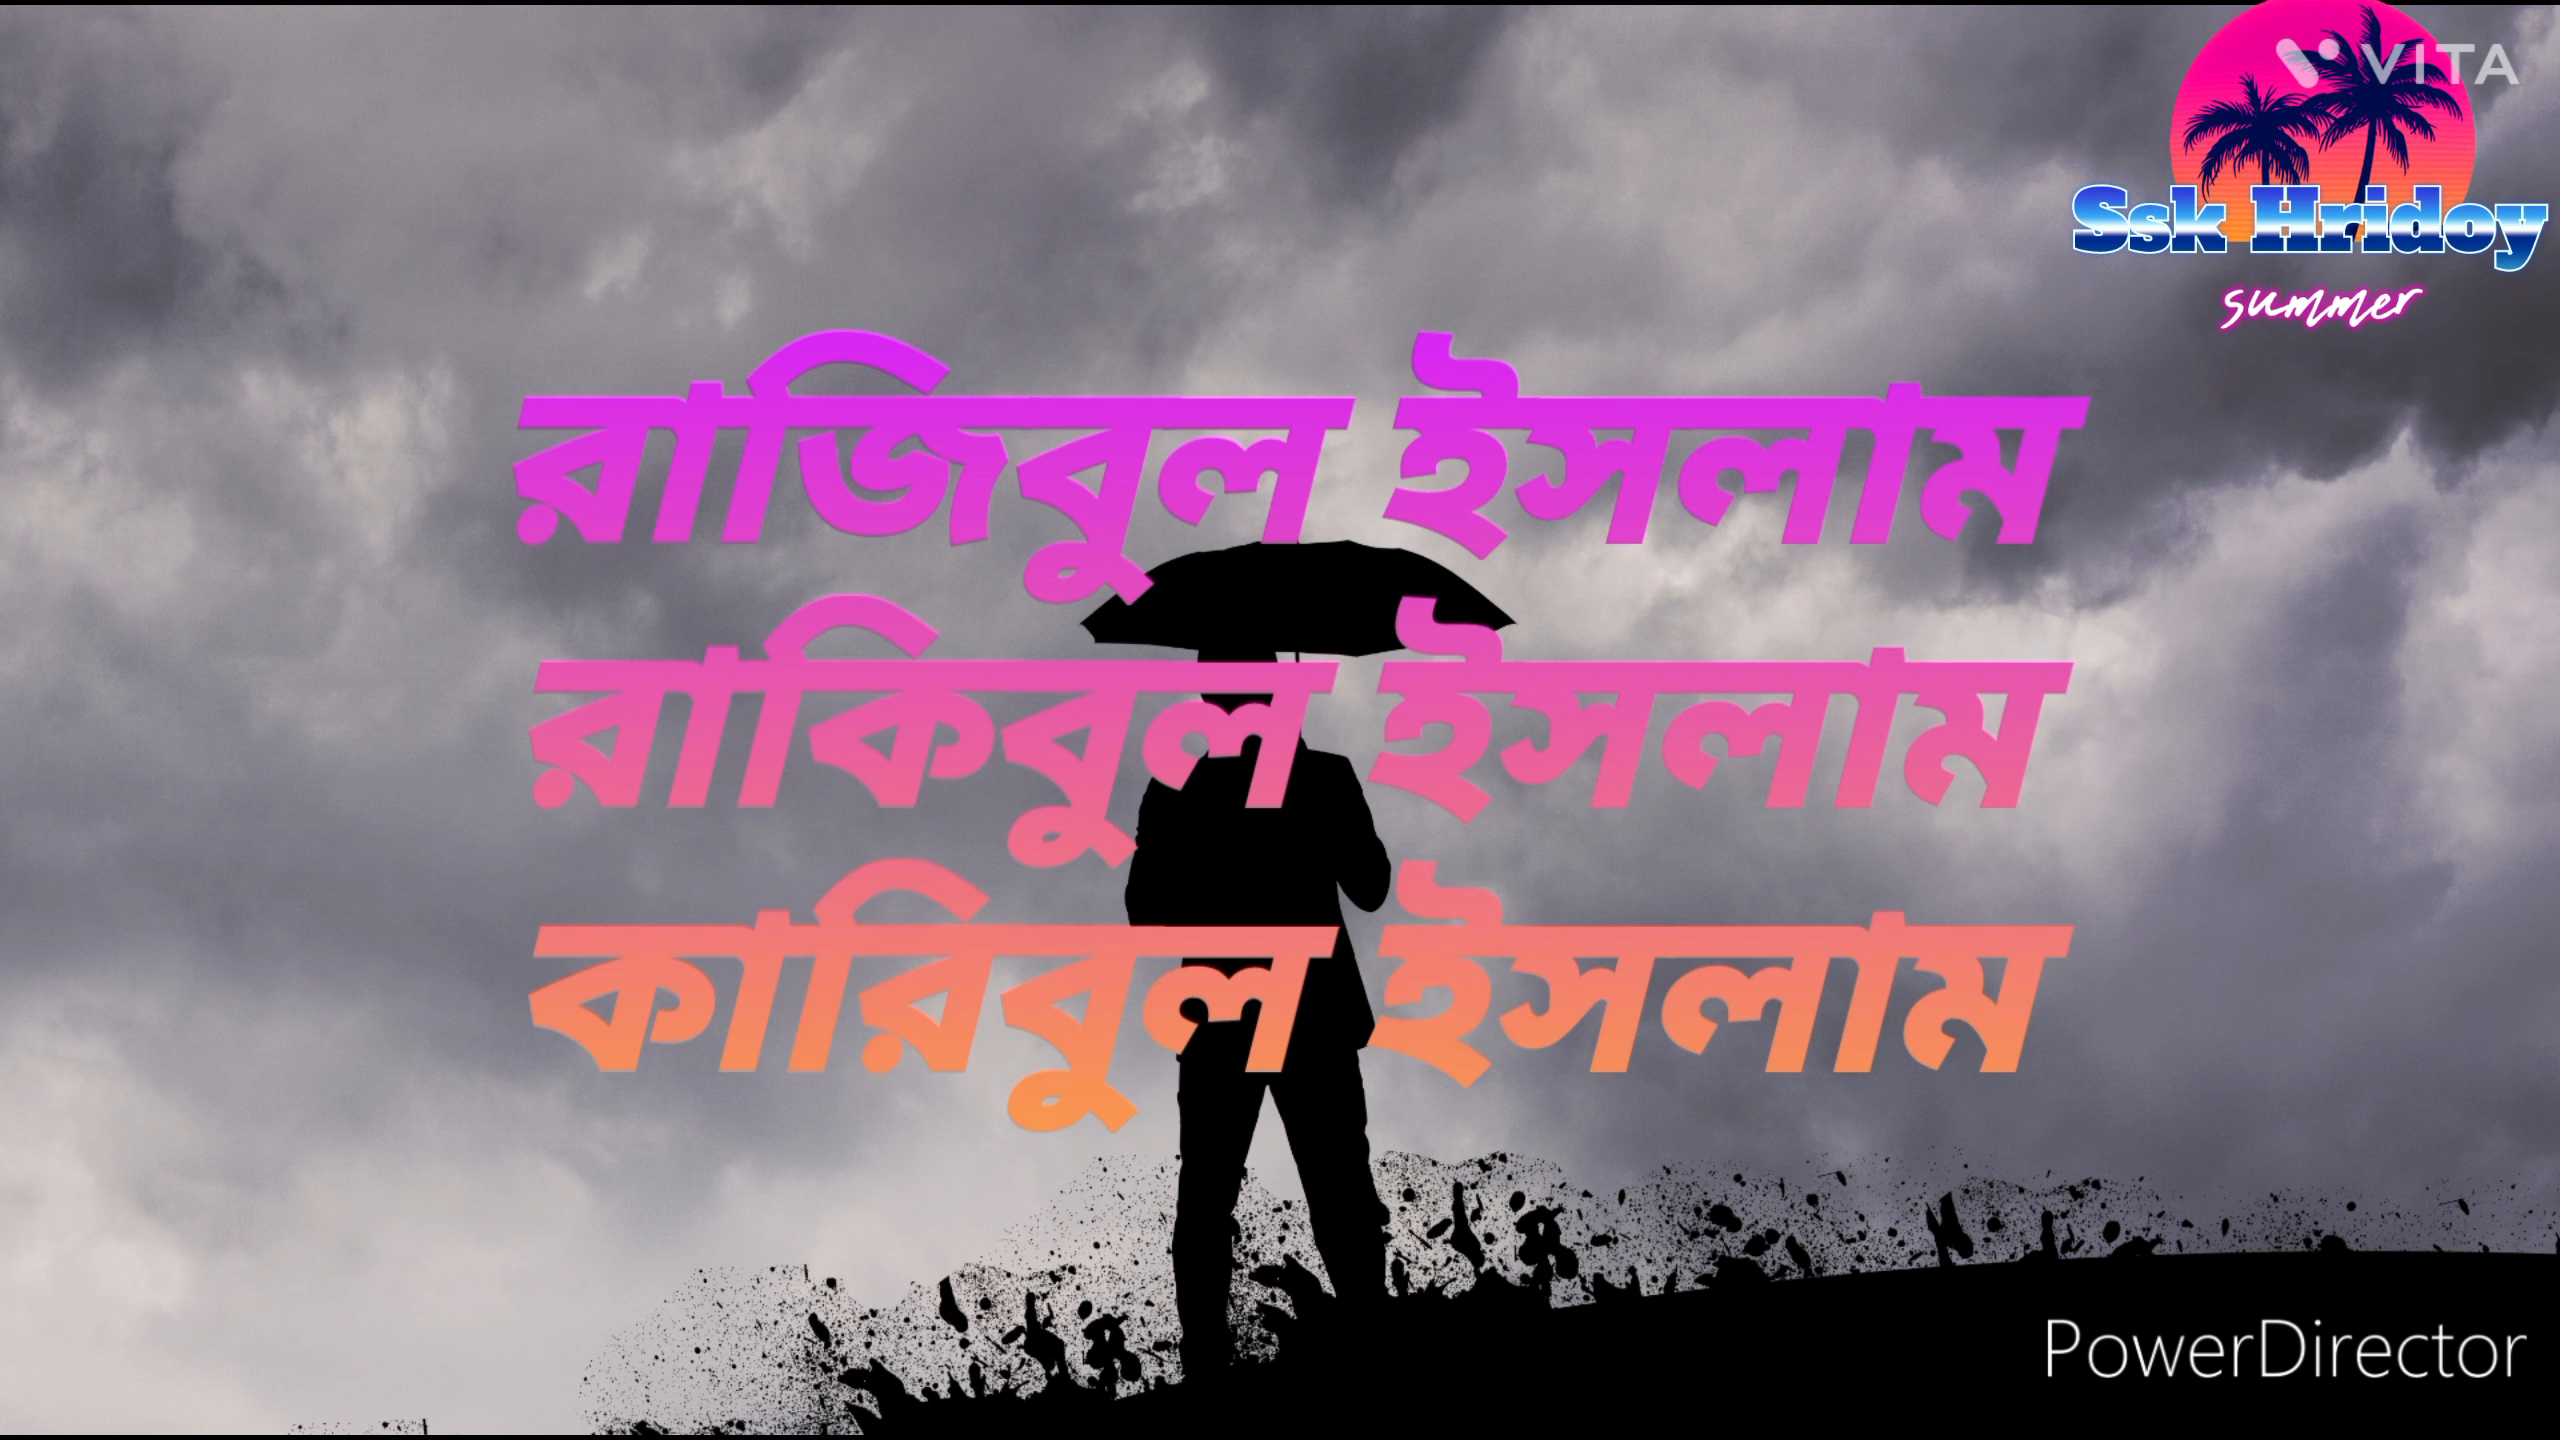 VITA
Ssk Hridoy
summer
রাজিবুল ইসলাম
রাকিবুল ইসলাম
কারিবুল ইসলাম
PowerDirector